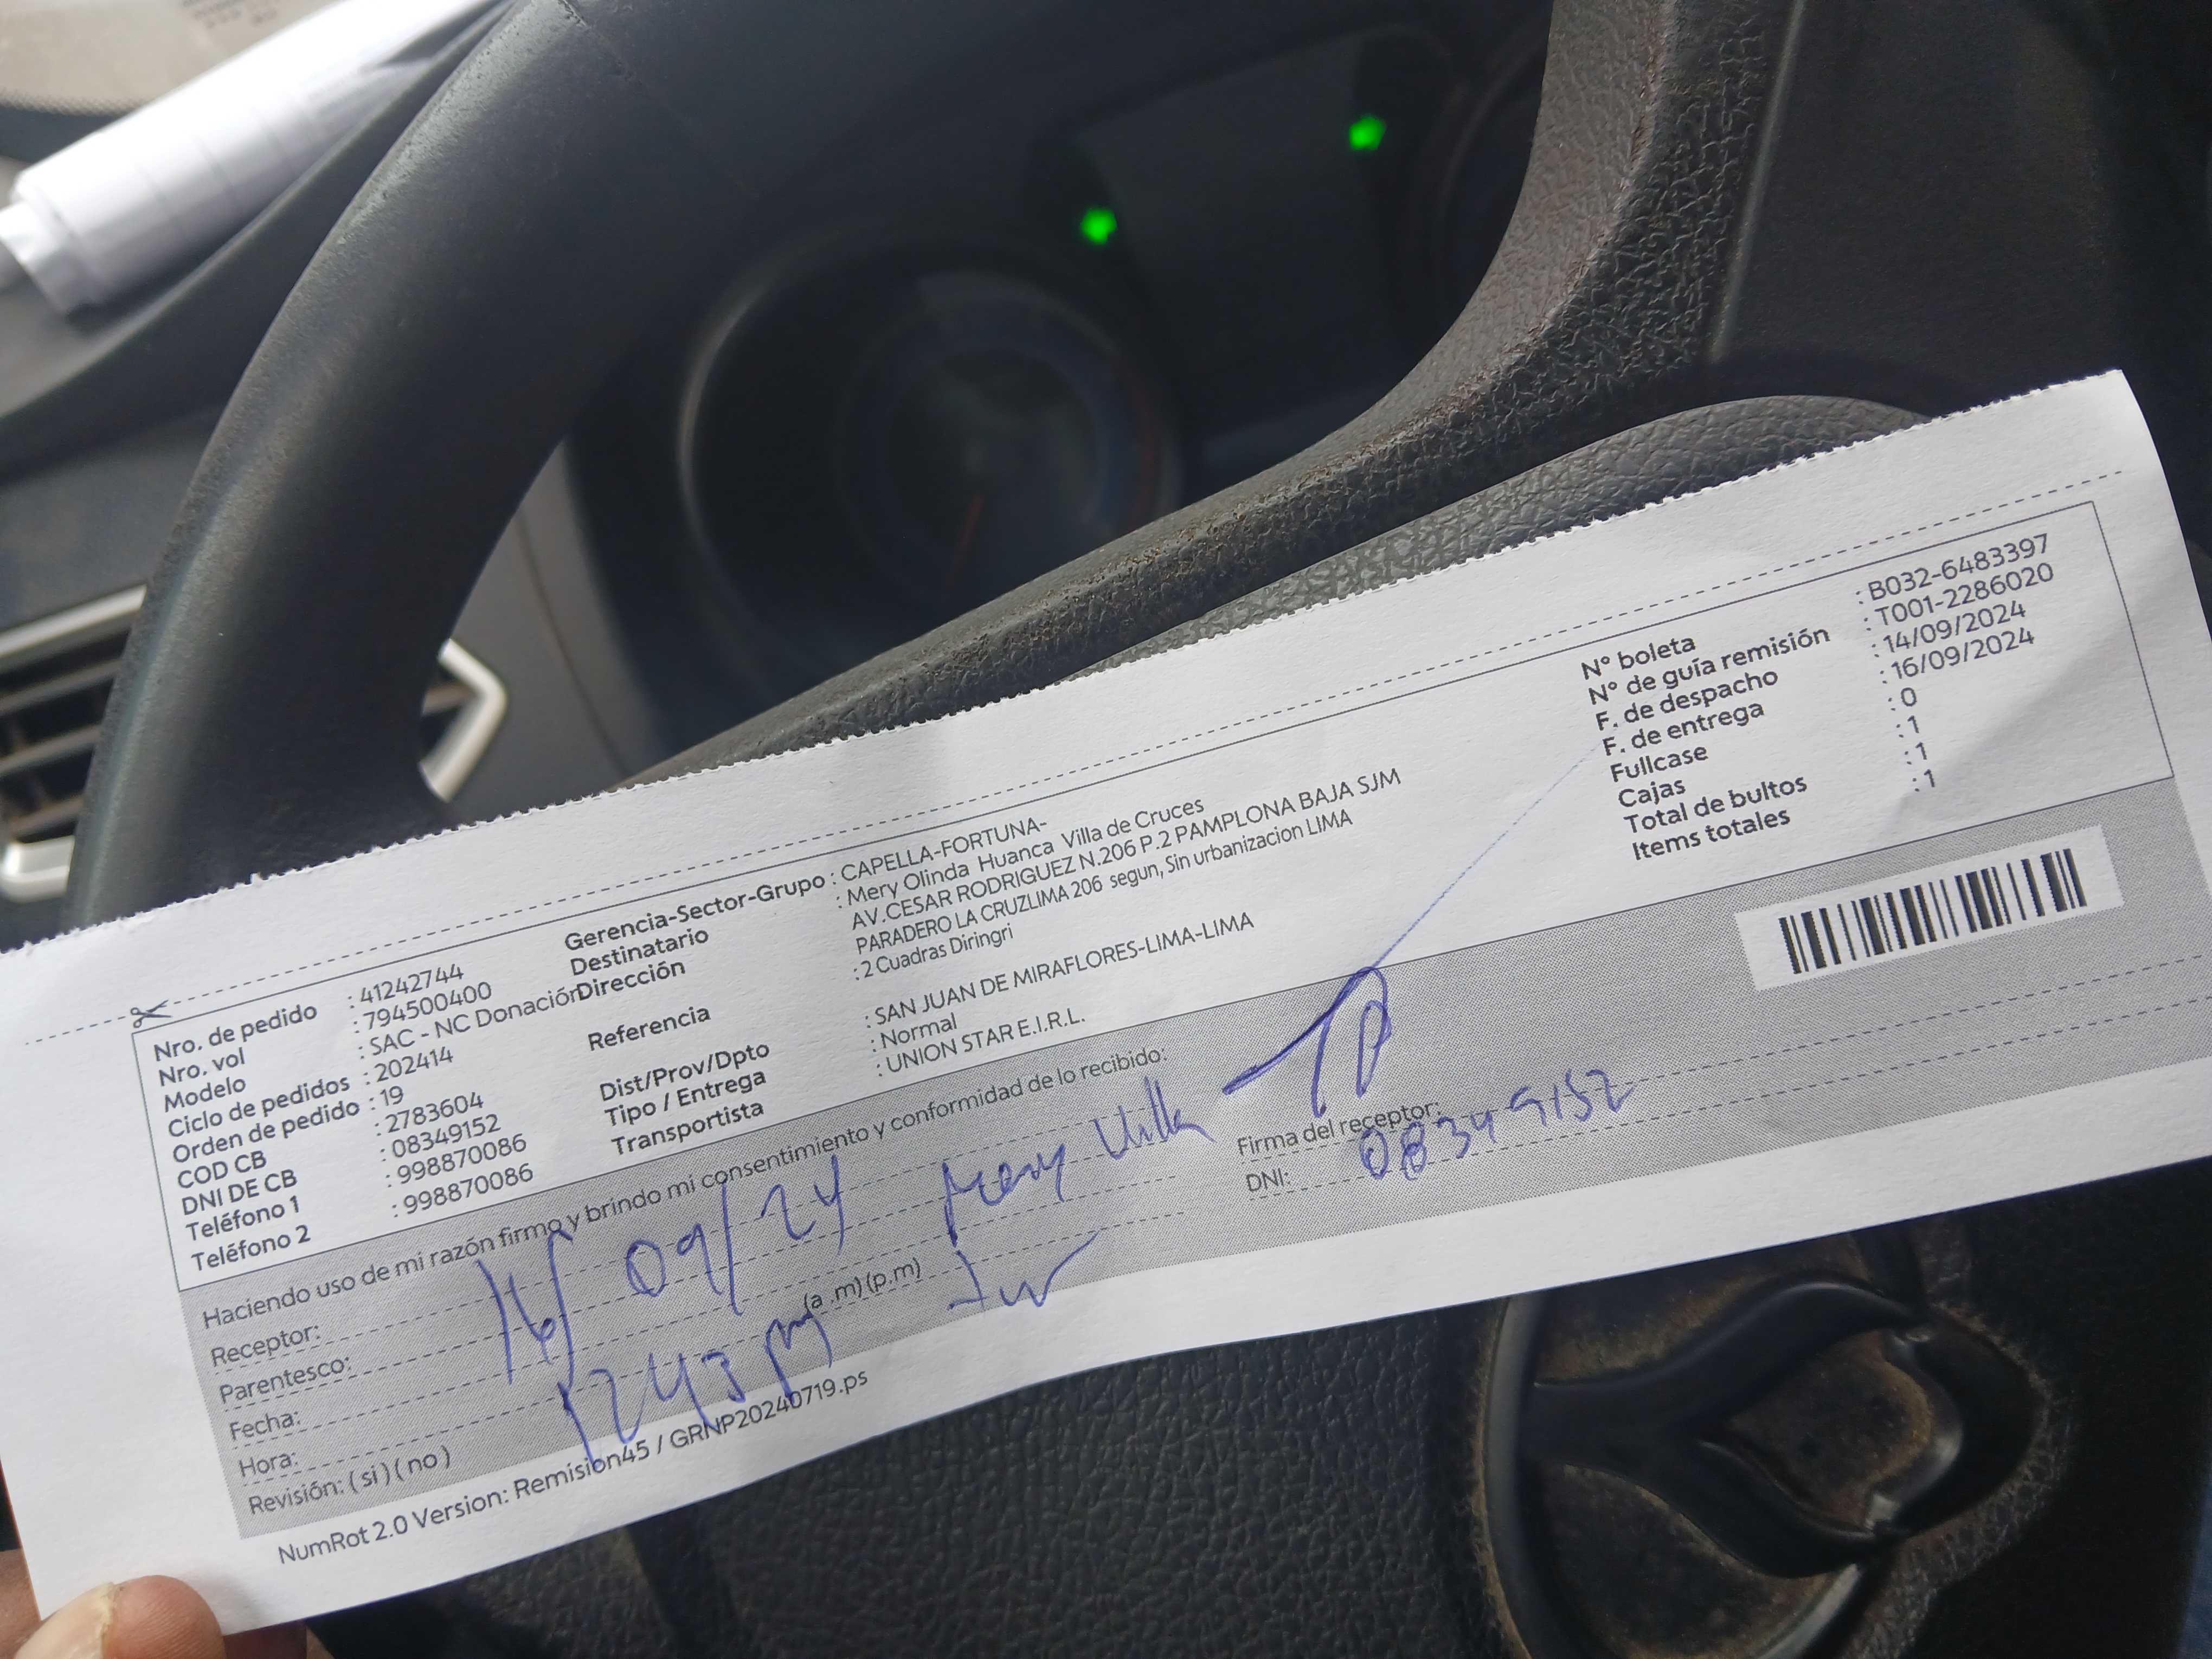 Nro. de pedido : 41242744
Nro. vol : 794500400
Modelo : SAC - NC Donación
Ciclo de pedidos : 202414
Orden de pedido : 19
COD CB : 2783604
DNI DE CB : 08349152
Teléfono 1 : 998870086
Teléfono 2 : 998870086
Gerencia-Sector-Grupo : CAPELLA-FORTUNA-
Destinatario : Mery Olinda Huanca Villa de Cruces
Dirección AV.CESAR RODRIGUEZ N.206 P.2 PAMPLONA BAJA SJM
PARADERO LA CRUZLIMA 206 segun, Sin urbanizacion LIMA
Referencia : 2 Cuadras Diringri
Dist/Prov/Dpto : SAN JUAN DE MIRAFLORES-LIMA-LIMA
Tipo / Entrega : Normal
Transportista : UNION STAR E.I.R.L.
N° boleta : B032-6483397
N° de guía remisión : T001-2286020
F. de despacho : 14/09/2024
F. de entrega : 16/09/2024
Fullcase : 0
Cajas : 1
Total de bultos : 1
Items totales : 1
Haciendo uso de mi razón firmo y brindo mi consentimiento y conformidad de lo recibido:
Receptor: Mery Villa
Parentesco:
Fecha: 16/09/24
Hora: 1243 pm (a .m) (p.m)
Revisión: ( si ) ( no )
Firma del receptor:
DNI: 08349152
NumRot 2.0 Version: Remision45 / GRNP20240719.ps